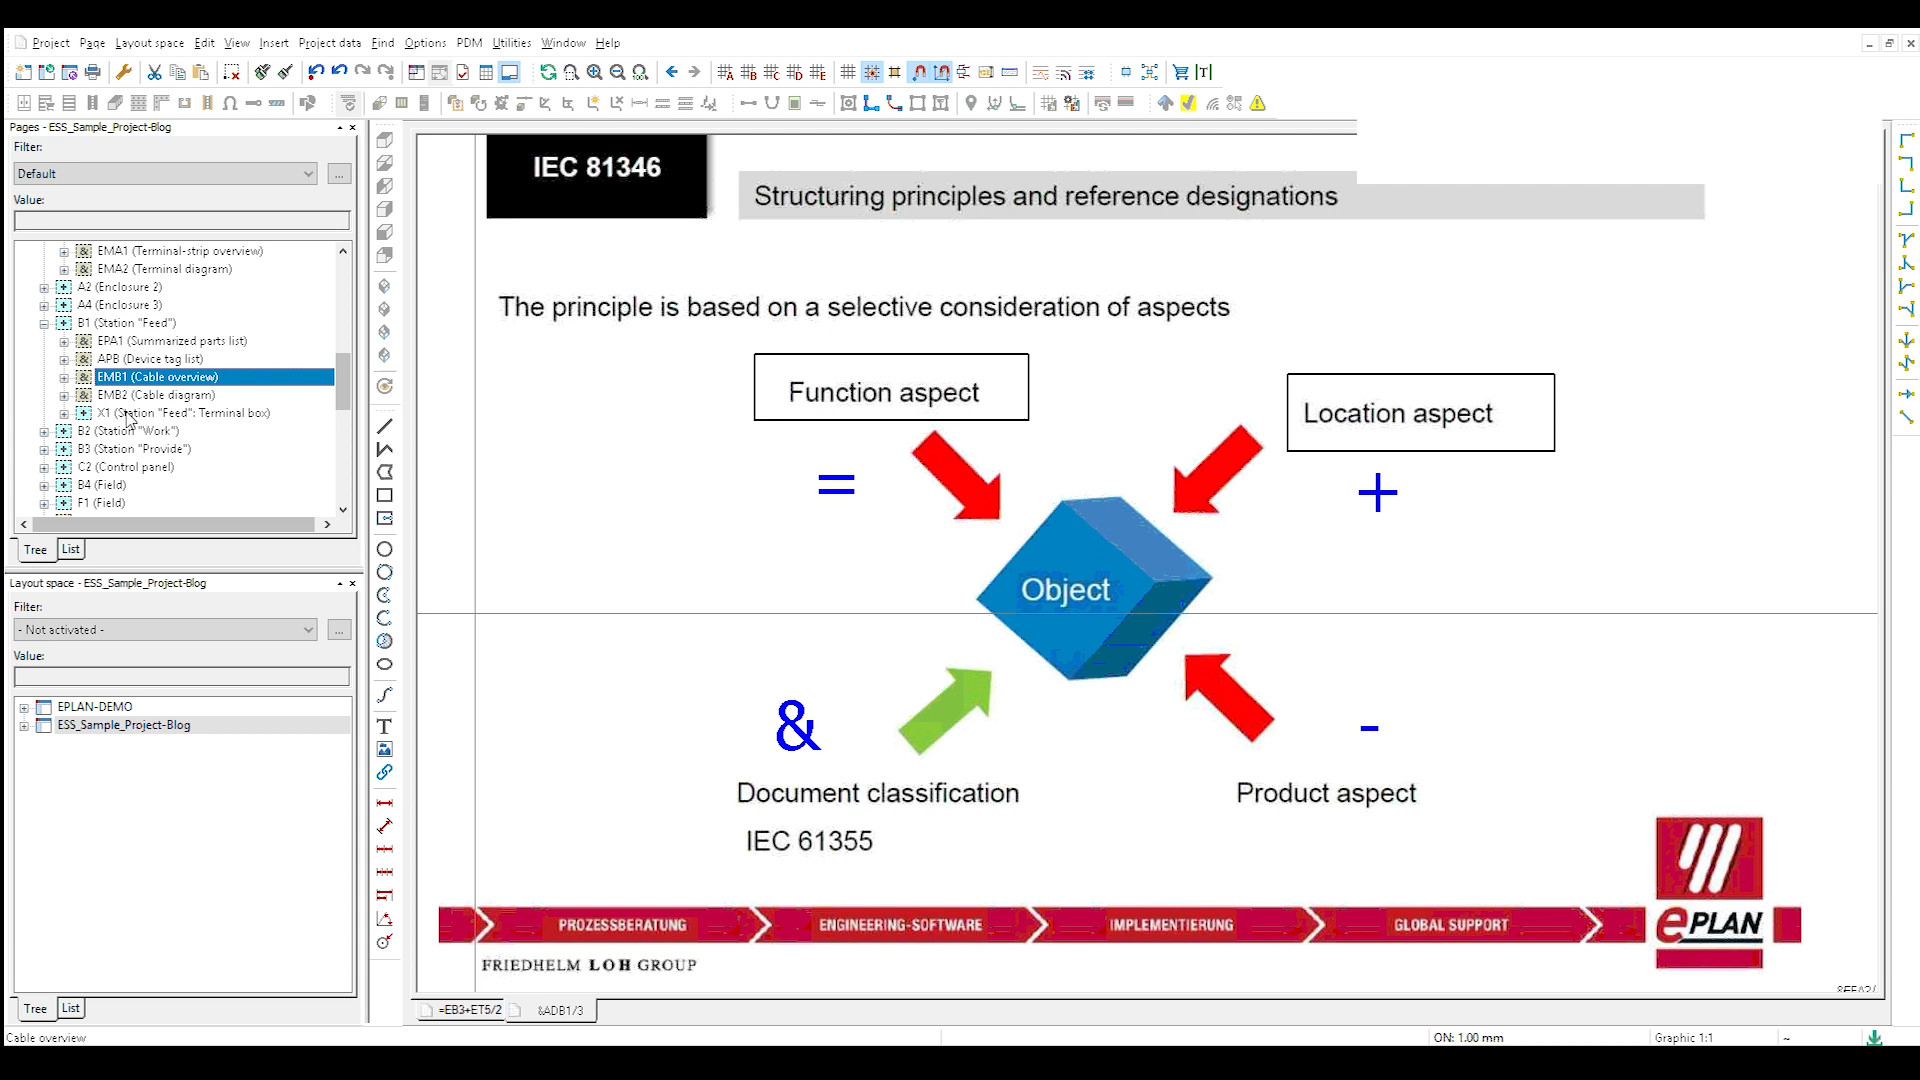 Project Page Layout space Edit View Insert Project data Find Options PDM Utilities Window Help
Pages - ESS_Sample_Project-Blog
Filter:
Default
...
Value:
EMA1 (Terminal-strip overview)
EMA2 (Terminal diagram)
A2 (Enclosure 2)
A4 (Enclosure 3)
B1 (Station "Feed")
EPA1 (Summarized parts list)
APB (Device tag list)
EMB1 (Cable overview)
EMB2 (Cable diagram)
X1 (Station "Feed": Terminal box)
B2 (Station "Work")
B3 (Station "Provide")
C2 (Control panel)
B4 (Field)
F1 (Field)
Tree List
Layout space - ESS_Sample_Project-Blog
Filter:
- Not activated -
...
Value:
EPLAN-DEMO
ESS_Sample_Project-Blog
Tree List
Cable overview
IEC 81346
Structuring principles and reference designations
The principle is based on a selective consideration of aspects
Function aspect
Location aspect
=
+
Object
&
-
Document classification
Product aspect
IEC 61355
PROZESSBERATUNG ENGINEERING-SOFTWARE IMPLEMENTIERUNG GLOBAL SUPPORT
ePLAN
FRIEDHELM LOH GROUP
=EB3+ET5/2 &ADB1/3
ON: 1.00 mm Graphic 1:1 ~